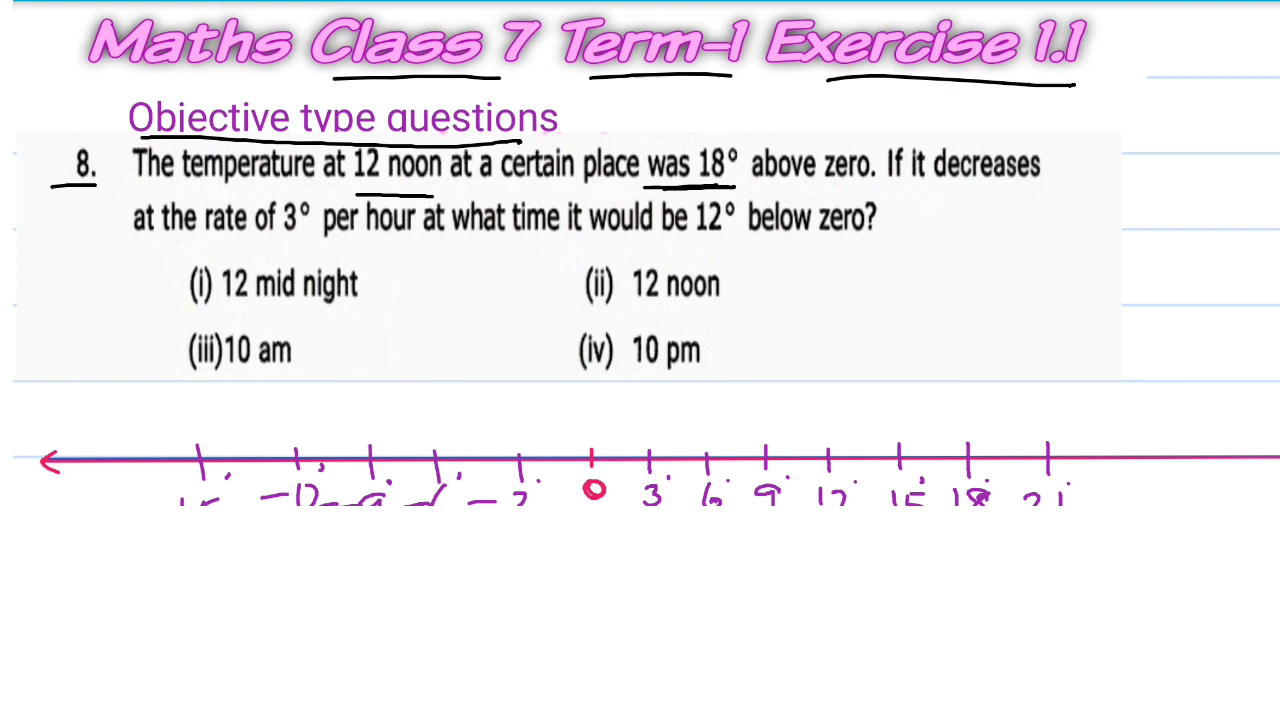 Maths Class 7 Term-1 Exercise 1.1
Objective type questions
8. The temperature at 12 noon at a certain place was 18° above zero. If it decreases
at the rate of 3° per hour at what time it would be 12° below zero?
(i) 12 mid night (ii) 12 noon
(iii) 10 am (iv) 10 pm
-12 0 3° 6° 9° 12° 15° 18° 21°